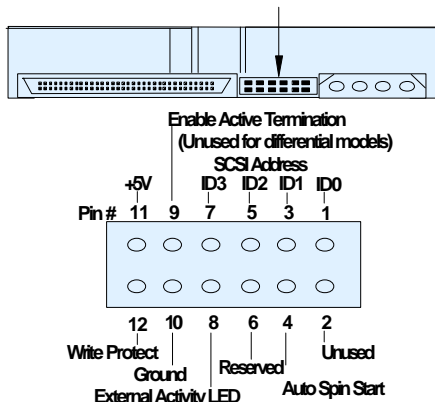 Enable Active Termination
(Unused for differential models)
SCSI Address
+5V ID3 ID2 ID1 ID0
Pin # 11 9 7 5 3 1
12 10 8 6 4 2
Write Protect Reserved Unused
Ground Auto Spin Start
External Activity LED